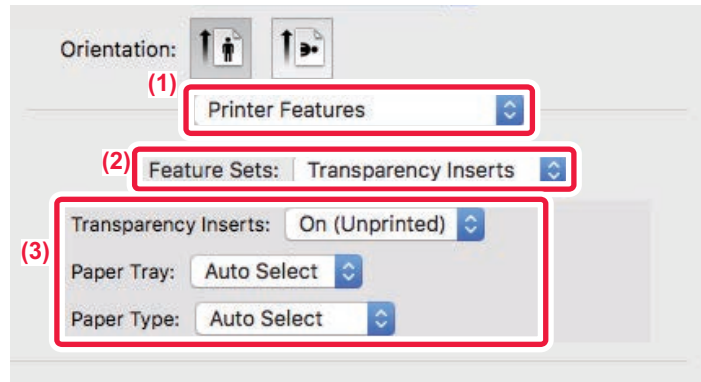 Orientation:
(1)
Printer Features
(2) Feature Sets: Transparency Inserts
Transparency Inserts: On (Unprinted)
(3)
Paper Tray: Auto Select
Paper Type: Auto Select